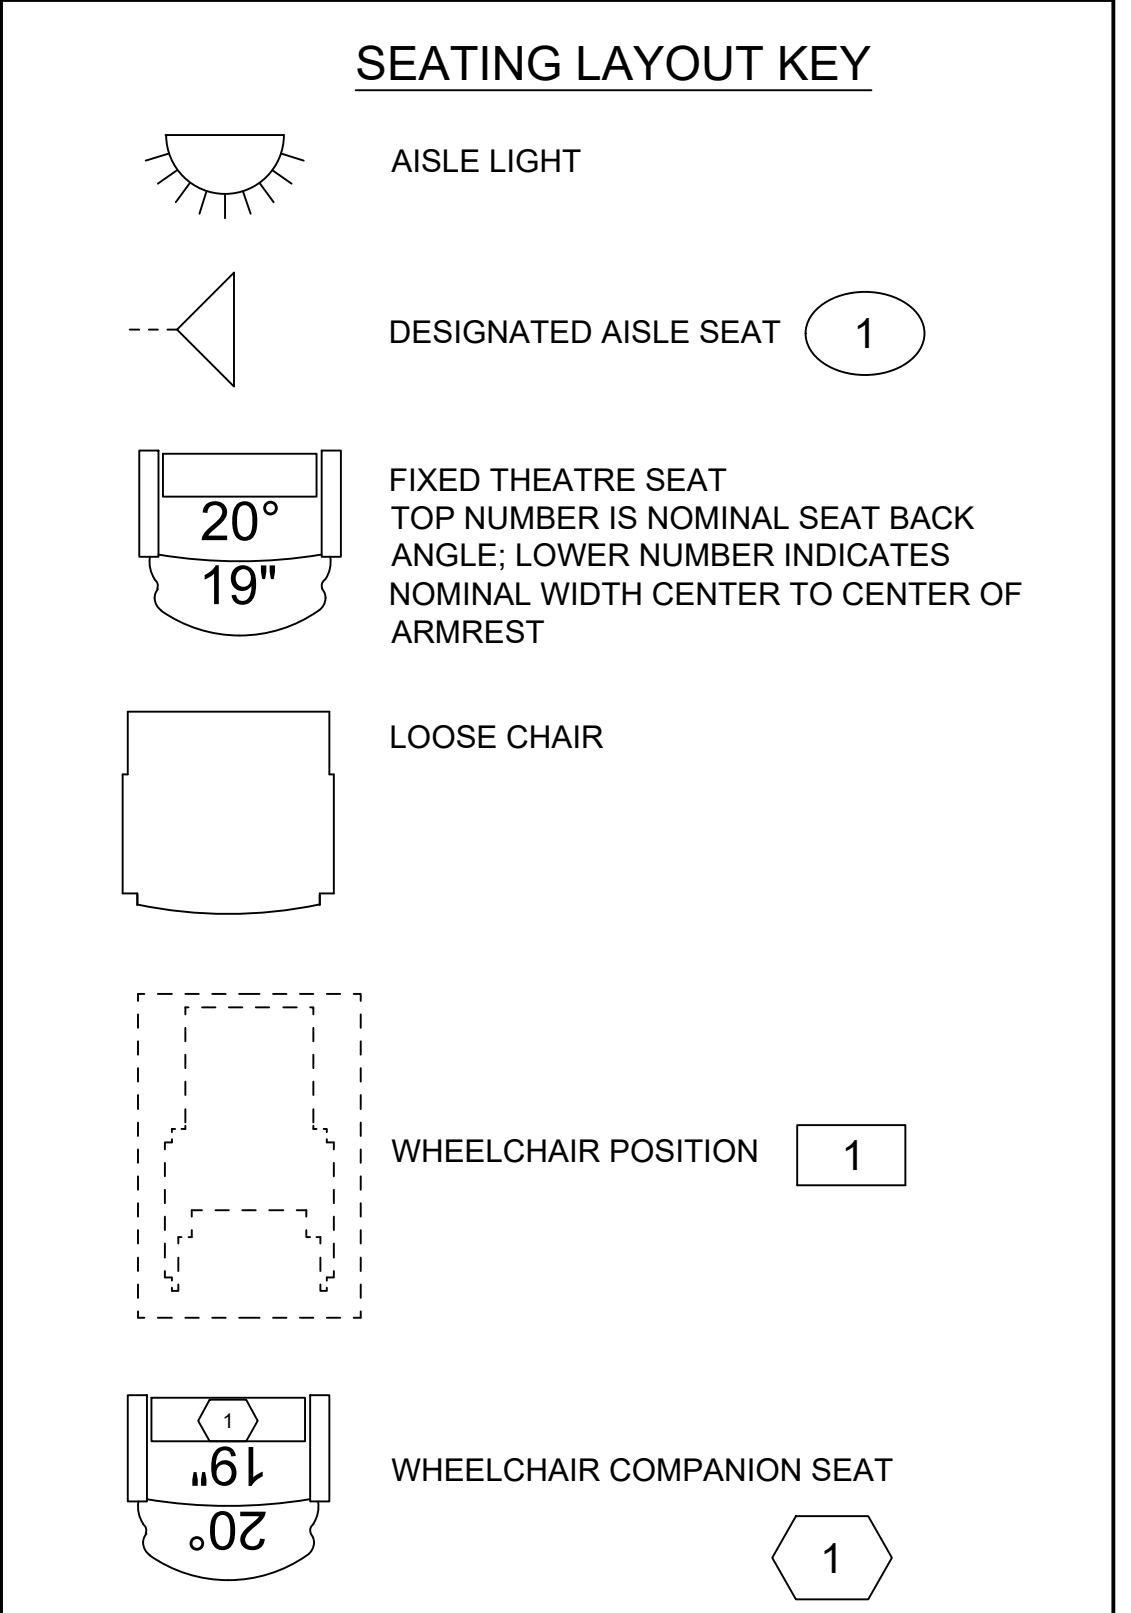 SEATING LAYOUT KEY
AISLE LIGHT
DESIGNATED AISLE SEAT 1
20°
19"
FIXED THEATRE SEAT
TOP NUMBER IS NOMINAL SEAT BACK
ANGLE; LOWER NUMBER INDICATES
NOMINAL WIDTH CENTER TO CENTER OF
ARMREST
LOOSE CHAIR
WHEELCHAIR POSITION 1
1
19"
20°
WHEELCHAIR COMPANION SEAT
1